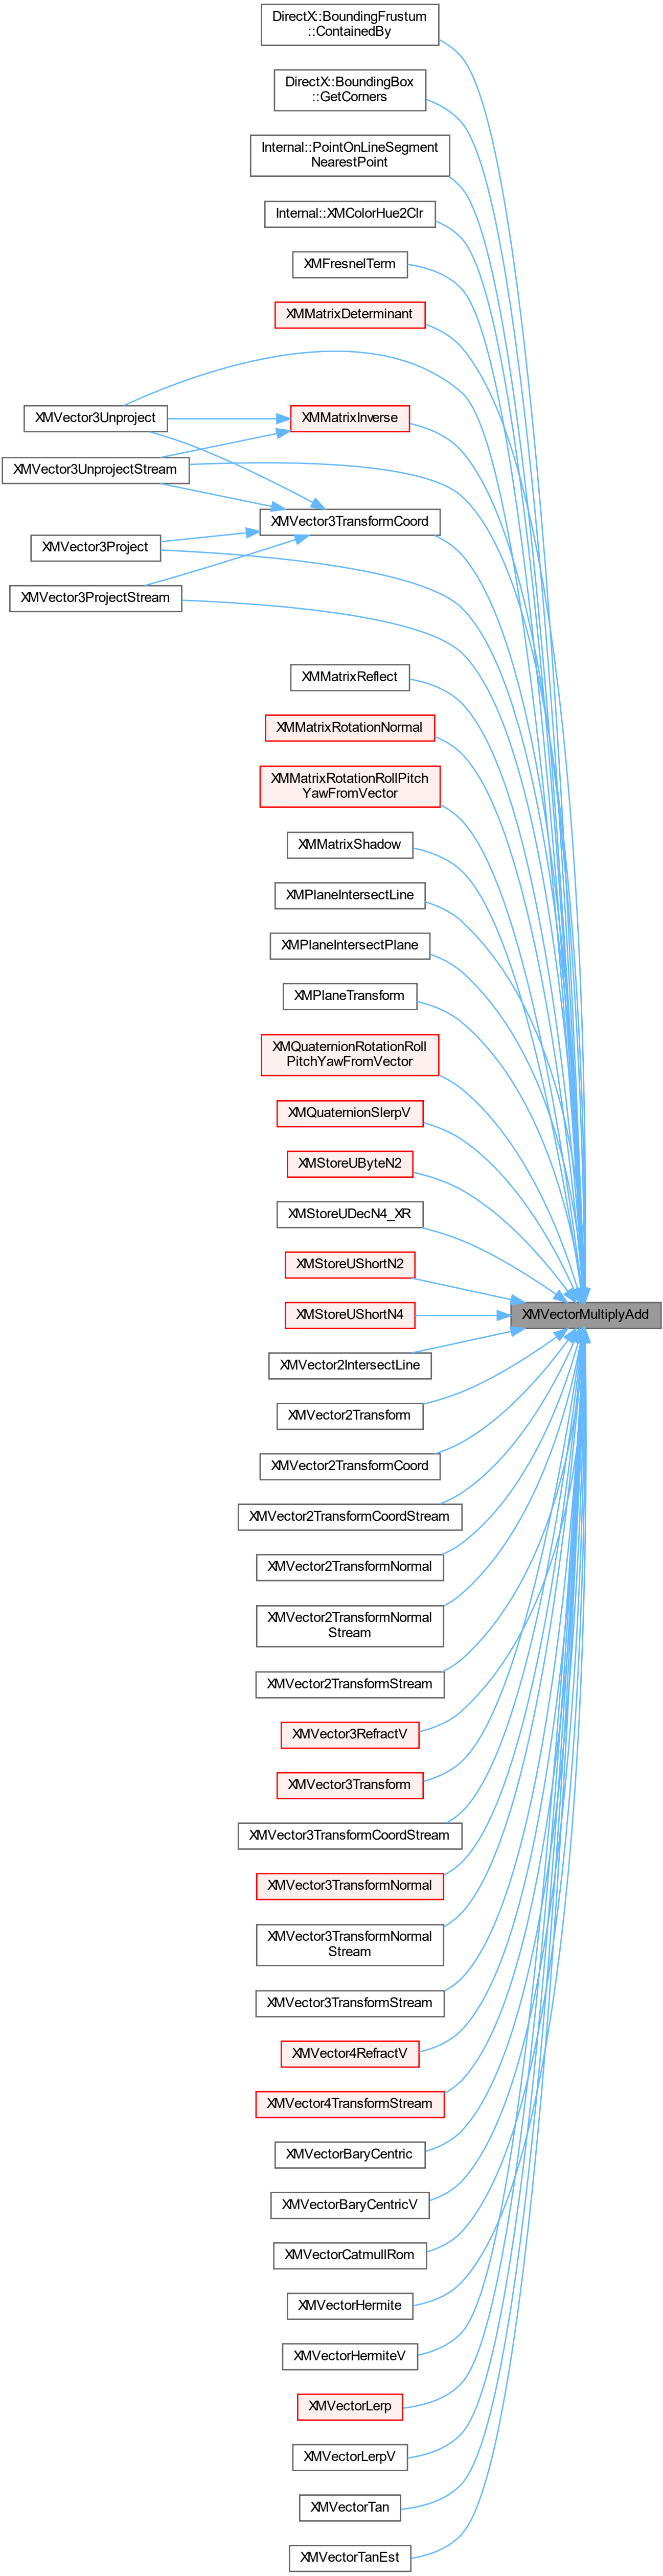 DirectX::BoundingFrustum
::ContainedBy
DirectX::BoundingBox
::GetCorners
Internal::PointOnLineSegment
NearestPoint
Internal::XMColorHue2Clr
XMFresnelTerm
XMMatrixDeterminant
XMVector3Unproject
XMMatrixInverse
XMVector3UnprojectStream
XMVector3TransformCoord
XMVector3Project
XMVector3ProjectStream
XMMatrixReflect
XMMatrixRotationNormal
XMMatrixRotationRollPitch
YawFromVector
XMMatrixShadow
XMPlaneIntersectLine
XMPlaneIntersectPlane
XMPlaneTransform
XMQuaternionRotationRoll
PitchYawFromVector
XMQuaternionSlerpV
XMStoreUByteN2
XMStoreUDecN4_XR
XMStoreUShortN2
XMStoreUShortN4
XMVectorMultiplyAdd
XMVector2IntersectLine
XMVector2Transform
XMVector2TransformCoord
XMVector2TransformCoordStream
XMVector2TransformNormal
XMVector2TransformNormal
Stream
XMVector2TransformStream
XMVector3RefractV
XMVector3Transform
XMVector3TransformCoordStream
XMVector3TransformNormal
XMVector3TransformNormal
Stream
XMVector3TransformStream
XMVector4RefractV
XMVector4TransformStream
XMVectorBaryCentric
XMVectorBaryCentricV
XMVectorCatmullRom
XMVectorHermite
XMVectorHermiteV
XMVectorLerp
XMVectorLerpV
XMVectorTan
XMVectorTanEst